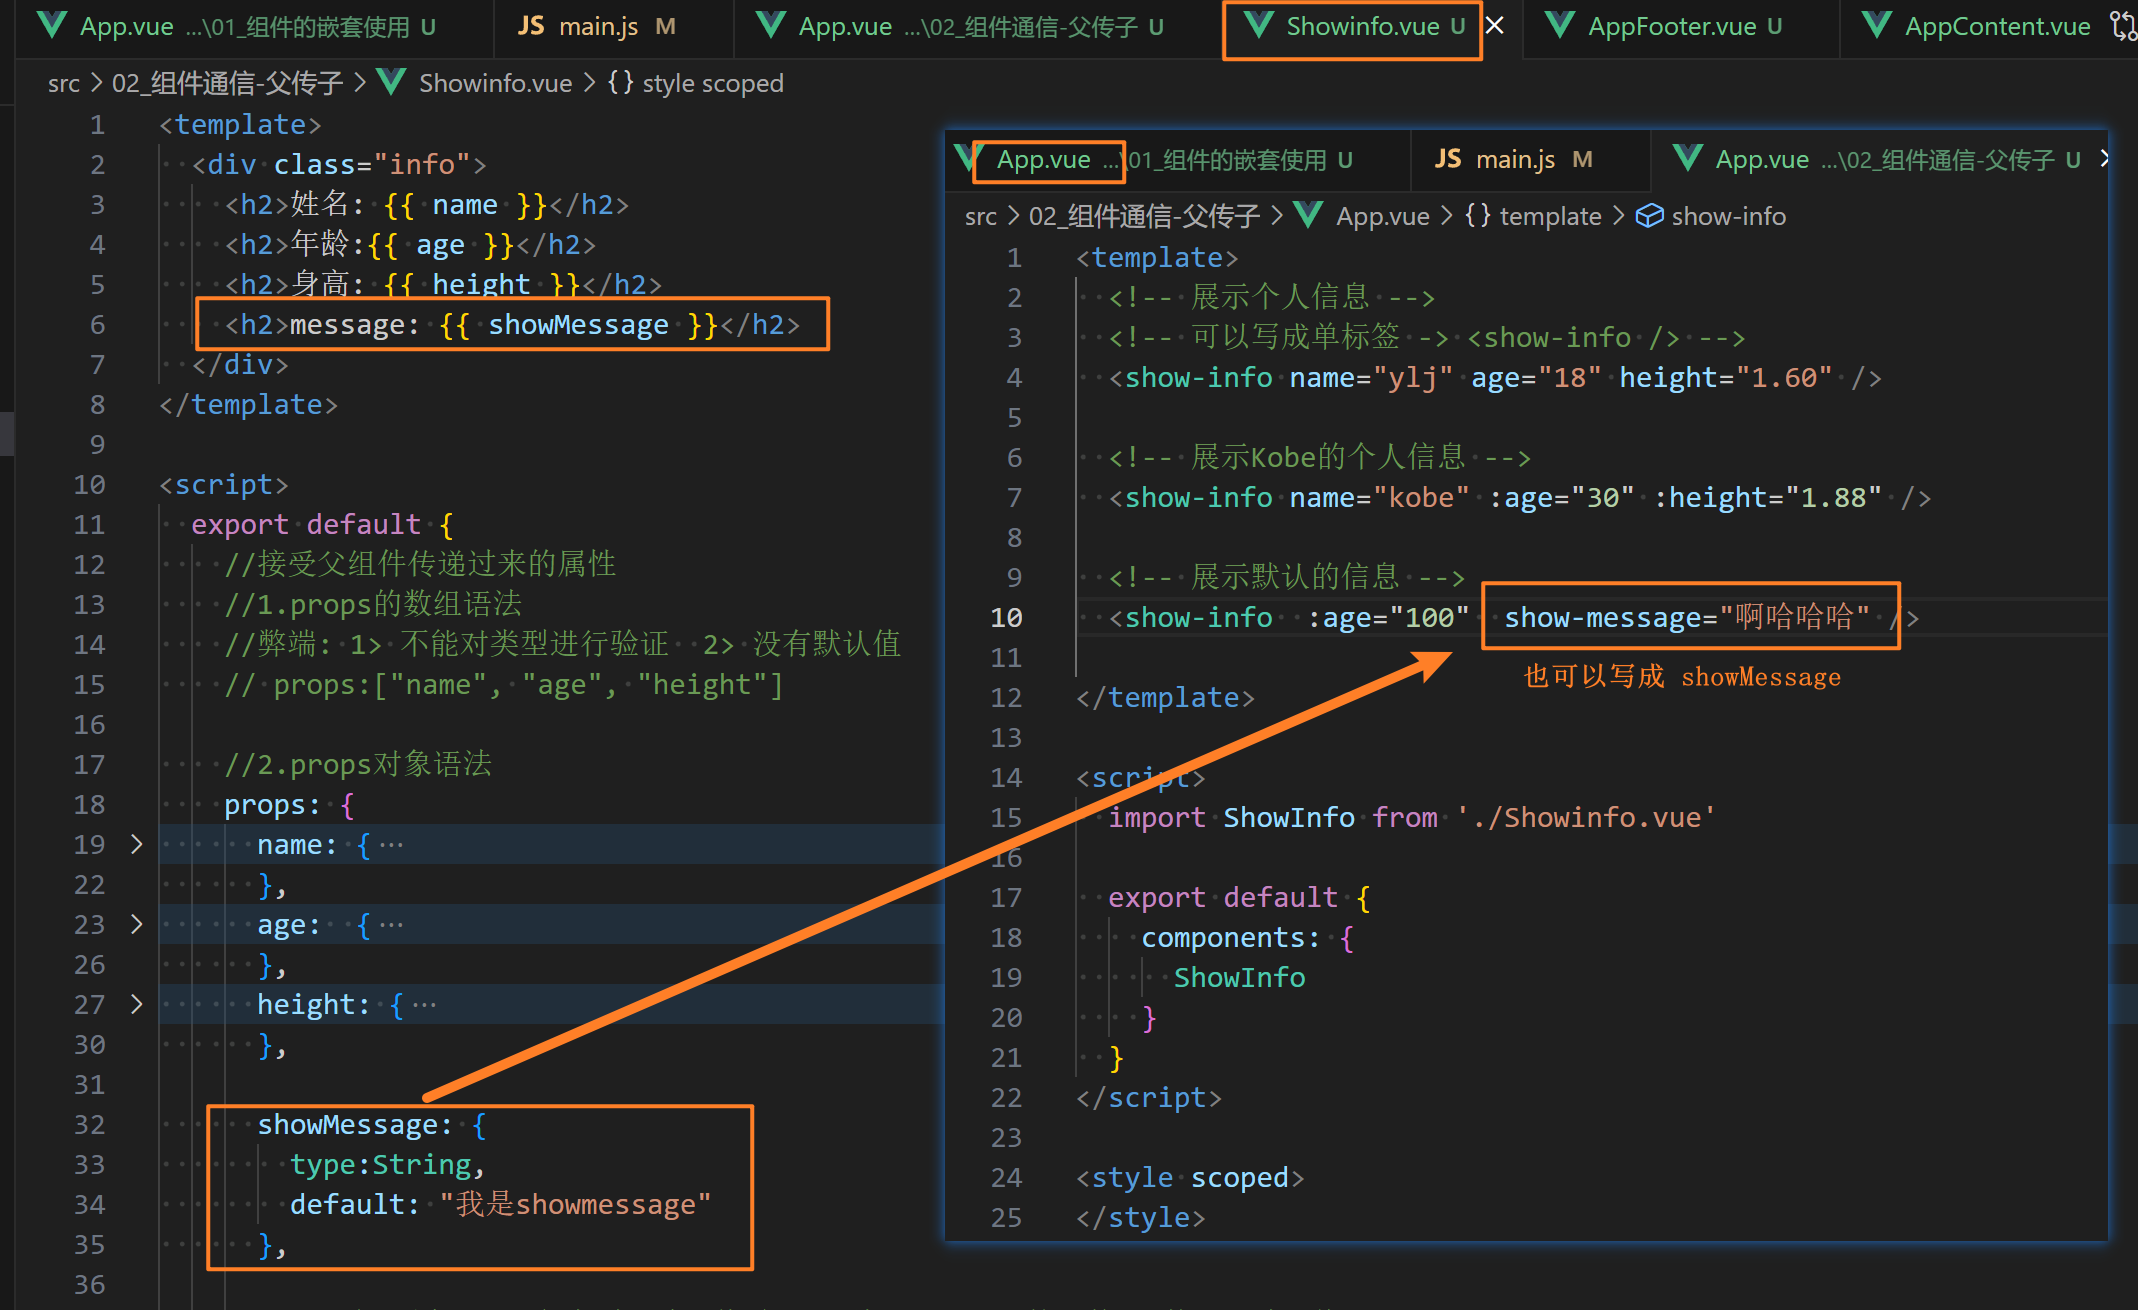 App.vue ...\01_组件的嵌套使用 U
JS main.js M
App.vue ...\02_组件通信-父传子 U
Showinfo.vue U
AppFooter.vue U
AppContent.vue
src > 02_组件通信-父传子 > Showinfo.vue > {} style scoped
1 <template>
2 <div class="info">
3 <h2>姓名: {{ name }}</h2>
4 <h2>年龄:{{ age }}</h2>
5 <h2>身高: {{ height }}</h2>
6 <h2>message: {{ showMessage }}</h2>
7 </div>
8 </template>
9
10 <script>
11 export default {
12 //接受父组件传递过来的属性
13 //1.props的数组语法
14 //弊端: 1> 不能对类型进行验证 2> 没有默认值
15 // props:["name", "age", "height"]
16
17 //2.props对象语法
18 props: {
19 > name: { ···
22 },
23 > age: { ···
26 },
27 > height: { ···
30 },
31
32 showMessage: {
33 type:String,
34 default: "我是showmessage"
35 },
36
App.vue ...\01_组件的嵌套使用 U
JS main.js M
App.vue ...\02_组件通信-父传子 U
src > 02_组件通信-父传子 > App.vue > {} template > show-info
1 <template>
2 <!-- 展示个人信息 -->
3 <!-- 可以写成单标签 -> <show-info /> -->
4 <show-info name="ylj" age="18" height="1.60" />
5
6 <!-- 展示Kobe的个人信息 -->
7 <show-info name="kobe" :age="30" :height="1.88" />
8
9 <!-- 展示默认的信息 -->
10 <show-info :age="100" show-message="啊哈哈哈" />
11
也可以写成 showMessage
12 </template>
13
14 <script>
15 import ShowInfo from './Showinfo.vue'
16
17 export default {
18 components: {
19 ShowInfo
20 }
21 }
22 </script>
23
24 <style scoped>
25 </style>